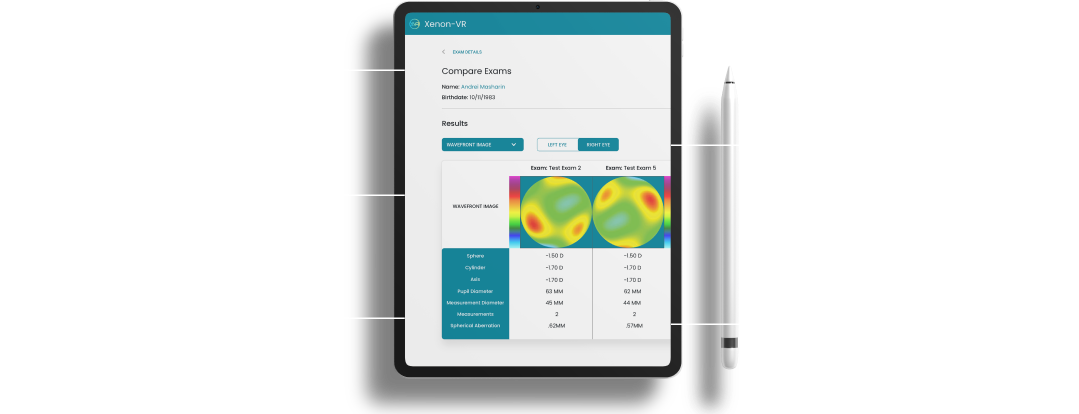 Xenon-VR
EXAM DETAILS
Compare Exams
Name: Andrei Masharin
Birthdate: 10/11/1983
Results
WAVEFRONT IMAGE
LEFT EYE
RIGHT EYE
Exam: Test Exam 2
Exam: Test Exam 5
WAVEFRONT IMAGE
Sphere -1.50 D -1.50 D
Cylinder -1.70 D -1.70 D
Axis -1.70 D -1.70 D
Pupil Diameter 63 MM 62 MM
Measurement Diameter 45 MM 44 MM
Measurements 2 2
Spherical Aberration .62MM .57MM